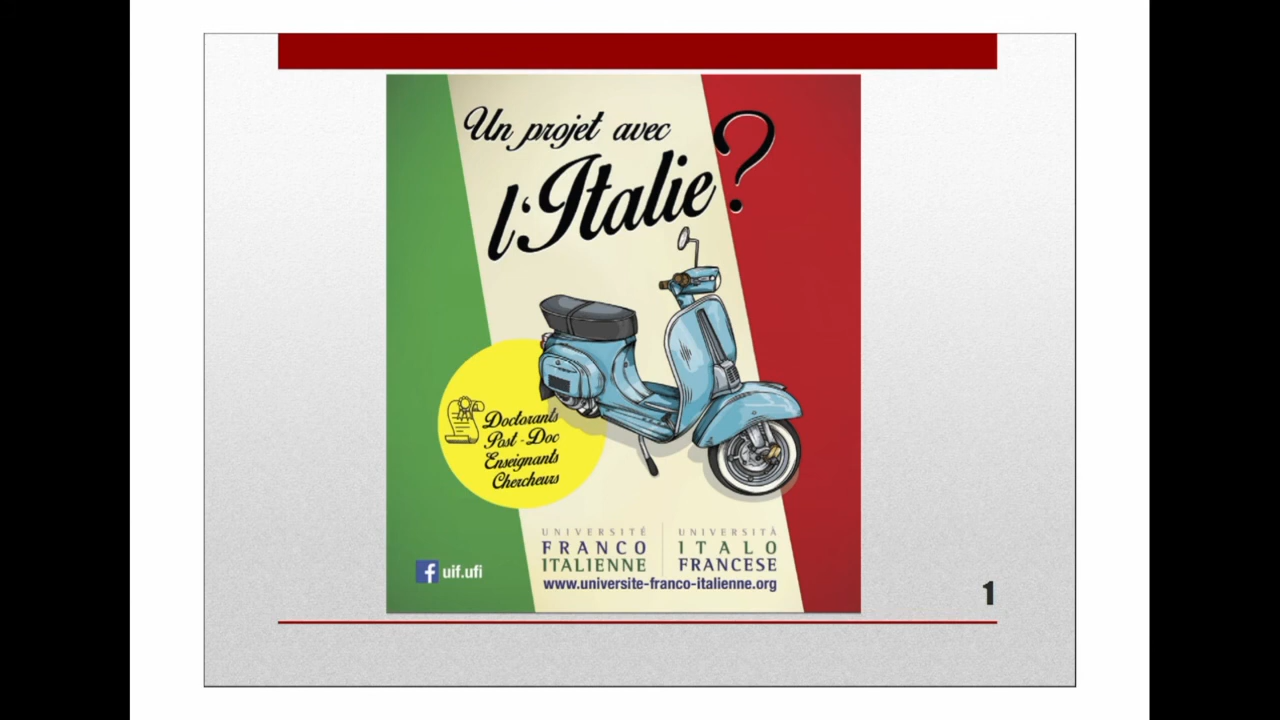 Un projet avec
l'Italie ?
Doctorants
Post - Doc
Enseignants
Chercheurs
UNIVERSITÉ
FRANCO
ITALIENNE
UNIVERSITÀ
ITALO
FRANCESE
www.universite-franco-italienne.org
f uif.ufi
1